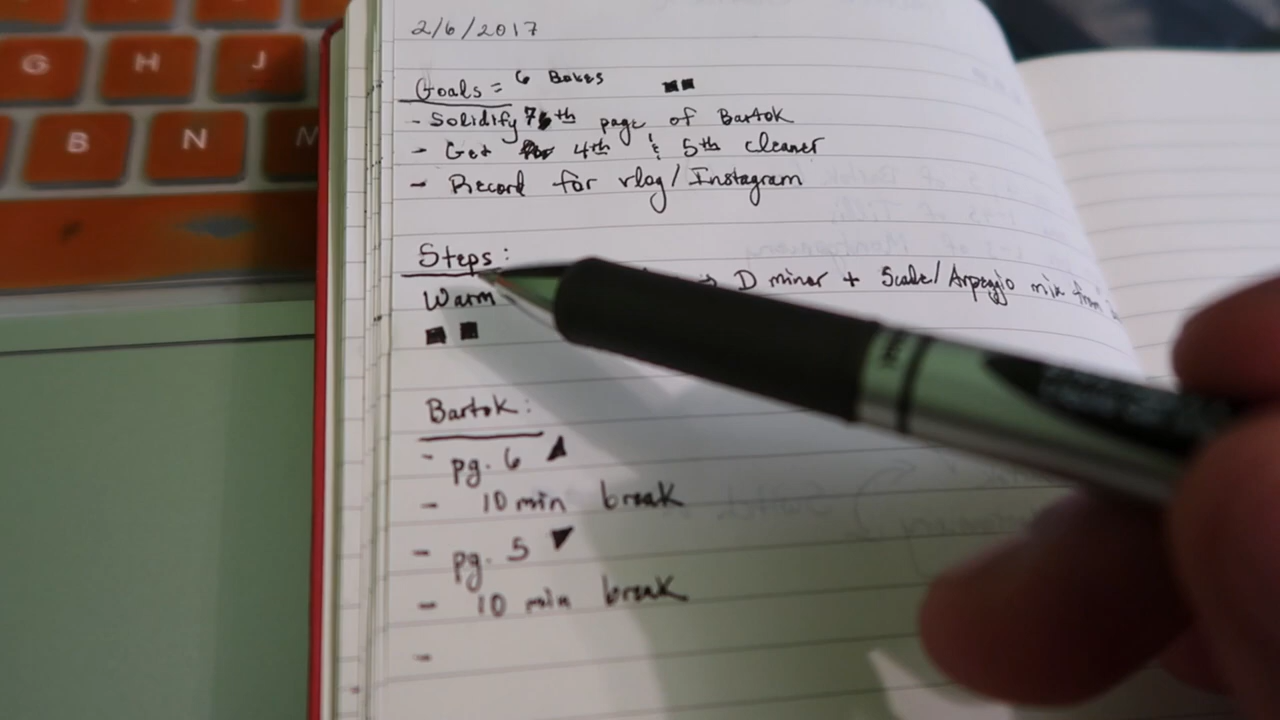 G H J
B N M
2/6/2017
Goals = 6 Boxes
- Solidify 7th page of Bartok
- Get 4th & 5th cleaner
- Record for vlog/Instagram
Steps:
Warm → D minor + Scale/Arpeggio mix from
Bartok:
- pg. 6
- 10 min break
- pg. 5
- 10 min break
-